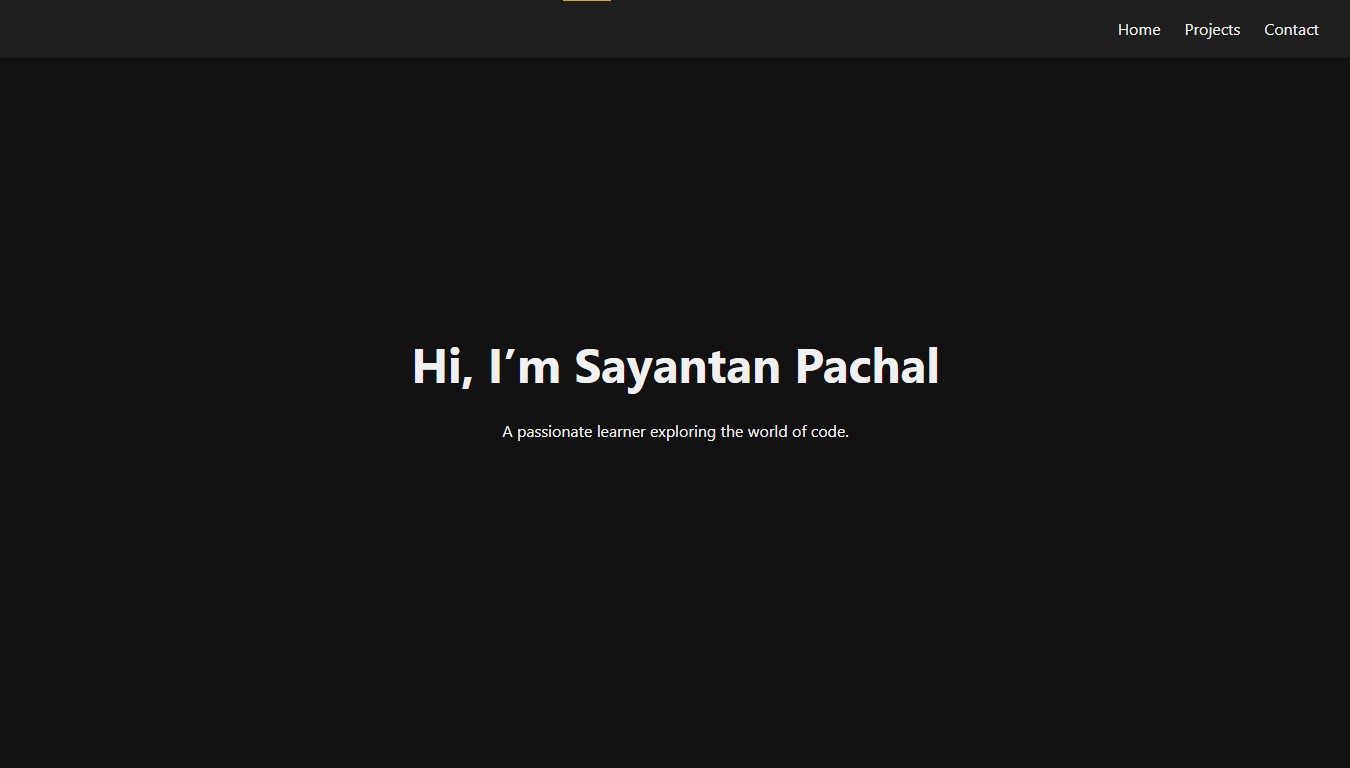 Home Projects Contact
Hi, I’m Sayantan Pachal
A passionate learner exploring the world of code.